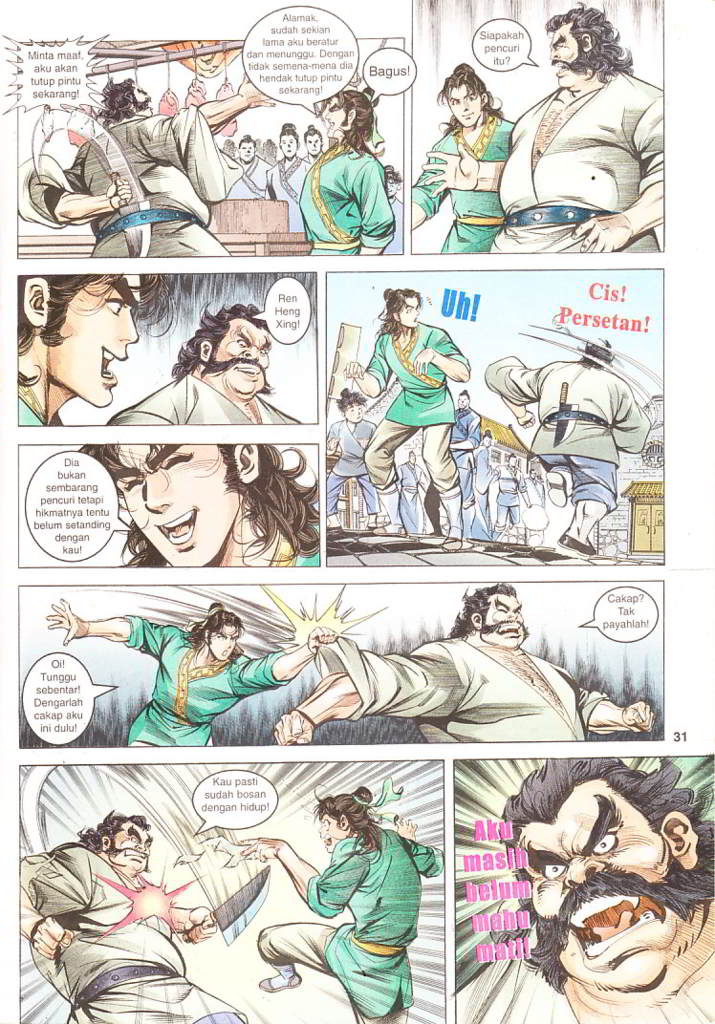 Minta maaf,
aku akan
tutup pintu
sekarang!
Alamak,
sudah sekian
lama aku beratur
dan menunggu. Dengan
tidak semena-mena dia
hendak tutup pintu
sekarang!
Bagus!
Siapakah
pencuri
itu?
Ren
Heng
Xing!
Uh!
Cis!
Persetan!
Dia
bukan
sembarang
pencuri tetapi
hikmatnya tentu
belum setanding
dengan
kau!
Oi!
Tunggu
sebentar!
Dengarlah
cakap aku
ini dulu!
Cakap?
Tak
payahlah!
31
Kau pasti
sudah bosan
dengan hidup!
Aku
masih
belum
mahu
mati!